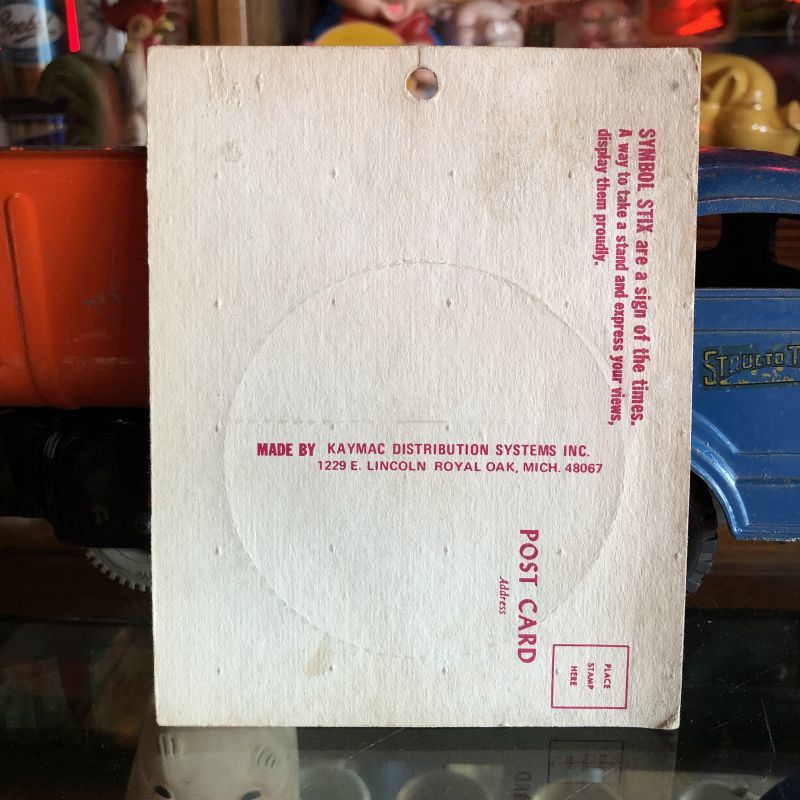 SYMBOL STIX are a sign of the times.
A way to take a stand and express your views,
display them proudly.
MADE BY KAYMAC DISTRIBUTION SYSTEMS INC.
1229 E. LINCOLN ROYAL OAK, MICH. 48067
POST CARD
Address
PLACE
STAMP
HERE
STRUCTO